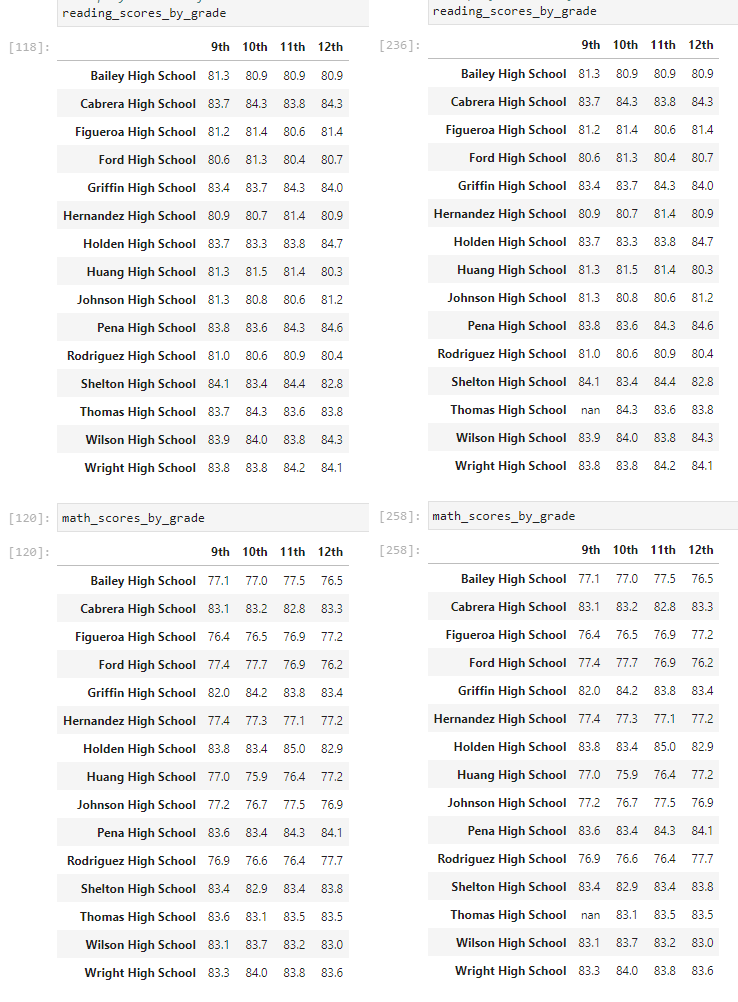 reading_scores_by_grade
[118]:
9th 10th 11th 12th
Bailey High School 81.3 80.9 80.9 80.9
Cabrera High School 83.7 84.3 83.8 84.3
Figueroa High School 81.2 81.4 80.6 81.4
Ford High School 80.6 81.3 80.4 80.7
Griffin High School 83.4 83.7 84.3 84.0
Hernandez High School 80.9 80.7 81.4 80.9
Holden High School 83.7 83.3 83.8 84.7
Huang High School 81.3 81.5 81.4 80.3
Johnson High School 81.3 80.8 80.6 81.2
Pena High School 83.8 83.6 84.3 84.6
Rodriguez High School 81.0 80.6 80.9 80.4
Shelton High School 84.1 83.4 84.4 82.8
Thomas High School 83.7 84.3 83.6 83.8
Wilson High School 83.9 84.0 83.8 84.3
Wright High School 83.8 83.8 84.2 84.1
[120]: math_scores_by_grade
[120]:
9th 10th 11th 12th
Bailey High School 77.1 77.0 77.5 76.5
Cabrera High School 83.1 83.2 82.8 83.3
Figueroa High School 76.4 76.5 76.9 77.2
Ford High School 77.4 77.7 76.9 76.2
Griffin High School 82.0 84.2 83.8 83.4
Hernandez High School 77.4 77.3 77.1 77.2
Holden High School 83.8 83.4 85.0 82.9
Huang High School 77.0 75.9 76.4 77.2
Johnson High School 77.2 76.7 77.5 76.9
Pena High School 83.6 83.4 84.3 84.1
Rodriguez High School 76.9 76.6 76.4 77.7
Shelton High School 83.4 82.9 83.4 83.8
Thomas High School 83.6 83.1 83.5 83.5
Wilson High School 83.1 83.7 83.2 83.0
Wright High School 83.3 84.0 83.8 83.6
reading_scores_by_grade
[236]:
9th 10th 11th 12th
Bailey High School 81.3 80.9 80.9 80.9
Cabrera High School 83.7 84.3 83.8 84.3
Figueroa High School 81.2 81.4 80.6 81.4
Ford High School 80.6 81.3 80.4 80.7
Griffin High School 83.4 83.7 84.3 84.0
Hernandez High School 80.9 80.7 81.4 80.9
Holden High School 83.7 83.3 83.8 84.7
Huang High School 81.3 81.5 81.4 80.3
Johnson High School 81.3 80.8 80.6 81.2
Pena High School 83.8 83.6 84.3 84.6
Rodriguez High School 81.0 80.6 80.9 80.4
Shelton High School 84.1 83.4 84.4 82.8
Thomas High School nan 84.3 83.6 83.8
Wilson High School 83.9 84.0 83.8 84.3
Wright High School 83.8 83.8 84.2 84.1
[258]: math_scores_by_grade
[258]:
9th 10th 11th 12th
Bailey High School 77.1 77.0 77.5 76.5
Cabrera High School 83.1 83.2 82.8 83.3
Figueroa High School 76.4 76.5 76.9 77.2
Ford High School 77.4 77.7 76.9 76.2
Griffin High School 82.0 84.2 83.8 83.4
Hernandez High School 77.4 77.3 77.1 77.2
Holden High School 83.8 83.4 85.0 82.9
Huang High School 77.0 75.9 76.4 77.2
Johnson High School 77.2 76.7 77.5 76.9
Pena High School 83.6 83.4 84.3 84.1
Rodriguez High School 76.9 76.6 76.4 77.7
Shelton High School 83.4 82.9 83.4 83.8
Thomas High School nan 83.1 83.5 83.5
Wilson High School 83.1 83.7 83.2 83.0
Wright High School 83.3 84.0 83.8 83.6